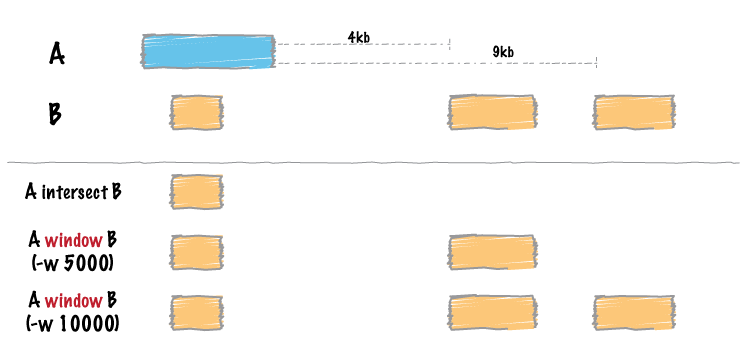 4kb
A
9kb
B
A intersect B
A window B
(-w 5000)
A window B
(-w 10000)